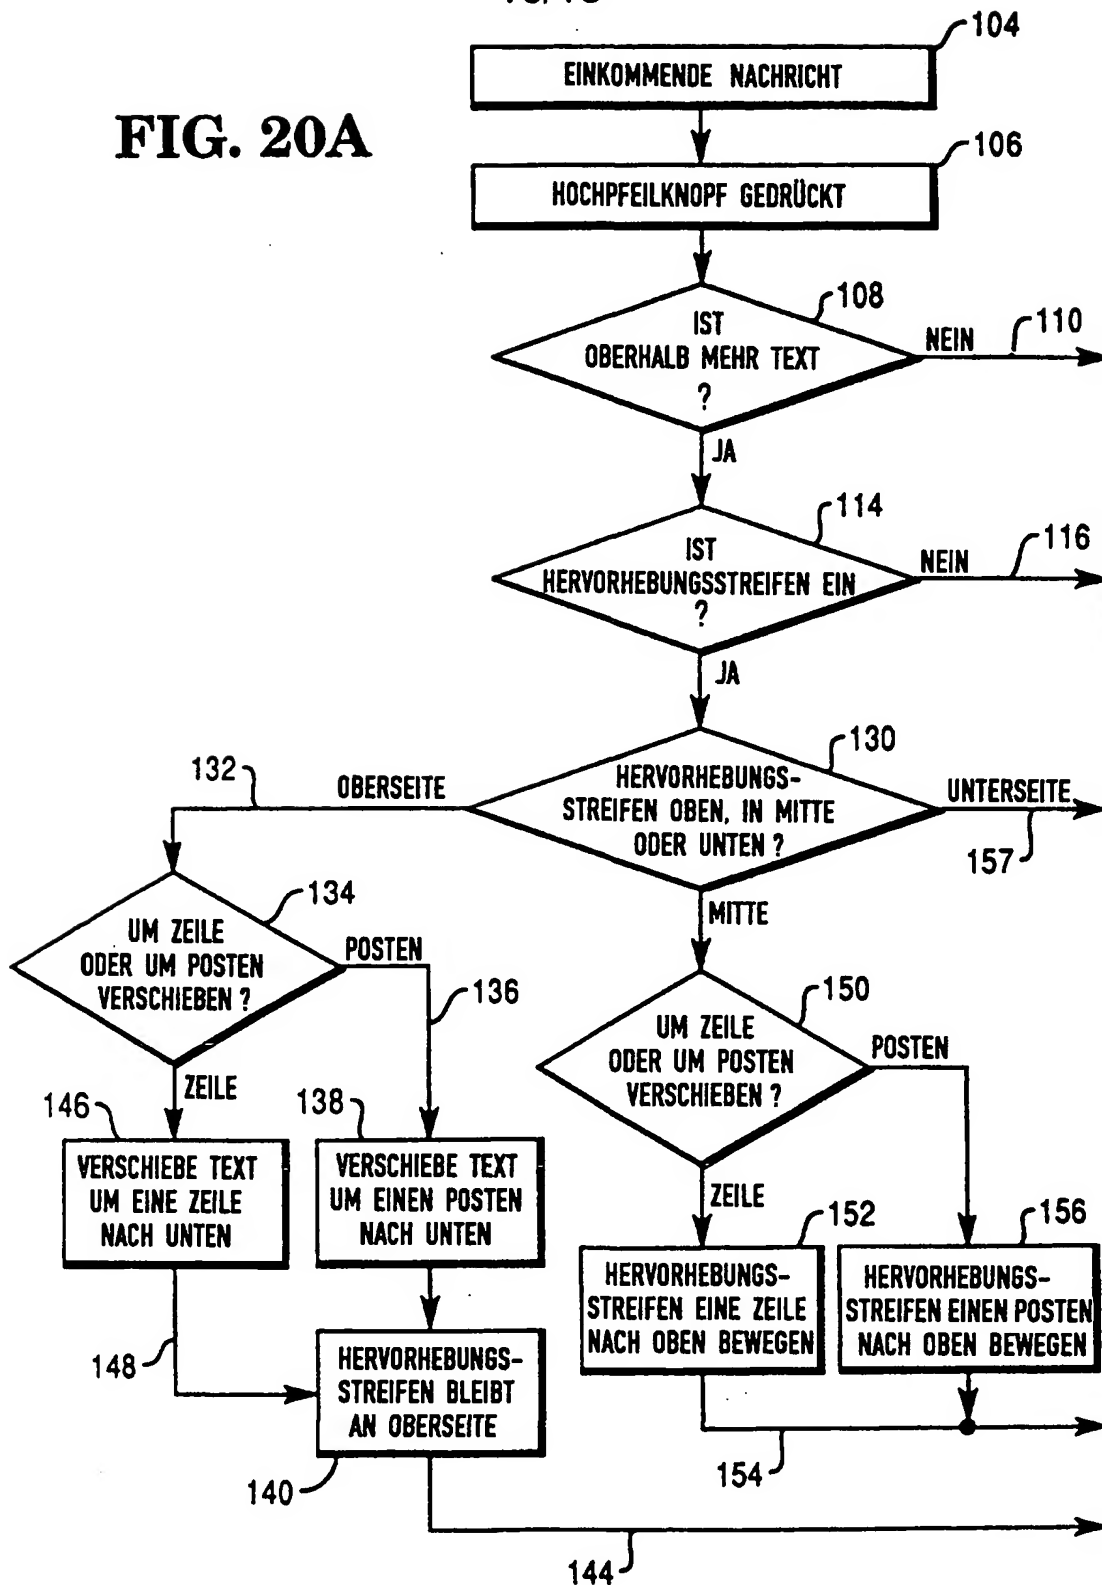 104
EINKOMMENDE NACHRICHT
FIG. 20A
106
HOCHPFEILKNOPF GEDRÜCKT
108
IST
OBERHALB MEHR TEXT
?
NEIN
110
JA
114
IST
HERVORHEBUNGSSTREIFEN EIN
?
NEIN
116
JA
130
HERVORHEBUNGS-
STREIFEN OBEN, IN MITTE
ODER UNTEN ?
132
OBERSEITE
UNTERSEITE
157
MITTE
134
UM ZEILE
ODER UM POSTEN
VERSCHIEBEN ?
POSTEN
136
ZEILE
150
UM ZEILE
ODER UM POSTEN
VERSCHIEBEN ?
POSTEN
ZEILE
146
VERSCHIEBE TEXT
UM EINE ZEILE
NACH UNTEN
138
VERSCHIEBE TEXT
UM EINEN POSTEN
NACH UNTEN
152
HERVORHEBUNGS-
STREIFEN EINE ZEILE
NACH OBEN BEWEGEN
156
HERVORHEBUNGS-
STREIFEN EINEN POSTEN
NACH OBEN BEWEGEN
148
HERVORHEBUNGS-
STREIFEN BLEIBT
AN OBERSEITE
140
154
144